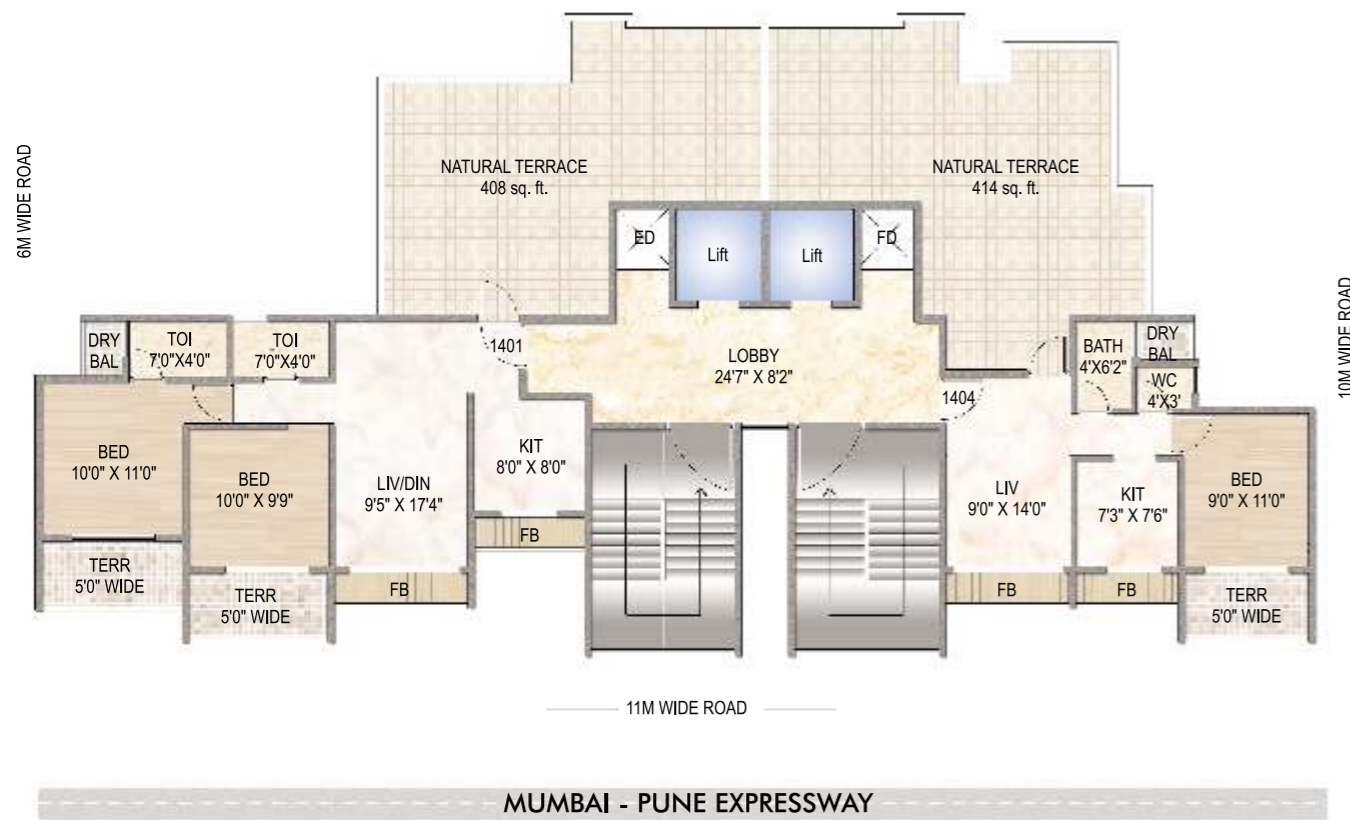 NATURAL TERRACE
408 sq. ft.
NATURAL TERRACE
414 sq. ft.
6M WIDE ROAD
10M WIDE ROAD
ED
Lift
Lift
FD
DRY
BAL
TOI
7'0"X4'0"
TOI
7'0"X4'0"
1401
LOBBY
24'7" X 8'2"
BATH
4'X6'2"
DRY
BAL
WC
4'X3'
1404
BED
10'0" X 11'0"
BED
10'0" X 9'9"
LIV/DIN
9'5" X 17'4"
KIT
8'0" X 8'0"
LIV
9'0" X 14'0"
KIT
7'3" X 7'6"
BED
9'0" X 11'0"
FB
TERR
5'0" WIDE
TERR
5'0" WIDE
FB
FB
FB
TERR
5'0" WIDE
11M WIDE ROAD
MUMBAI - PUNE EXPRESSWAY